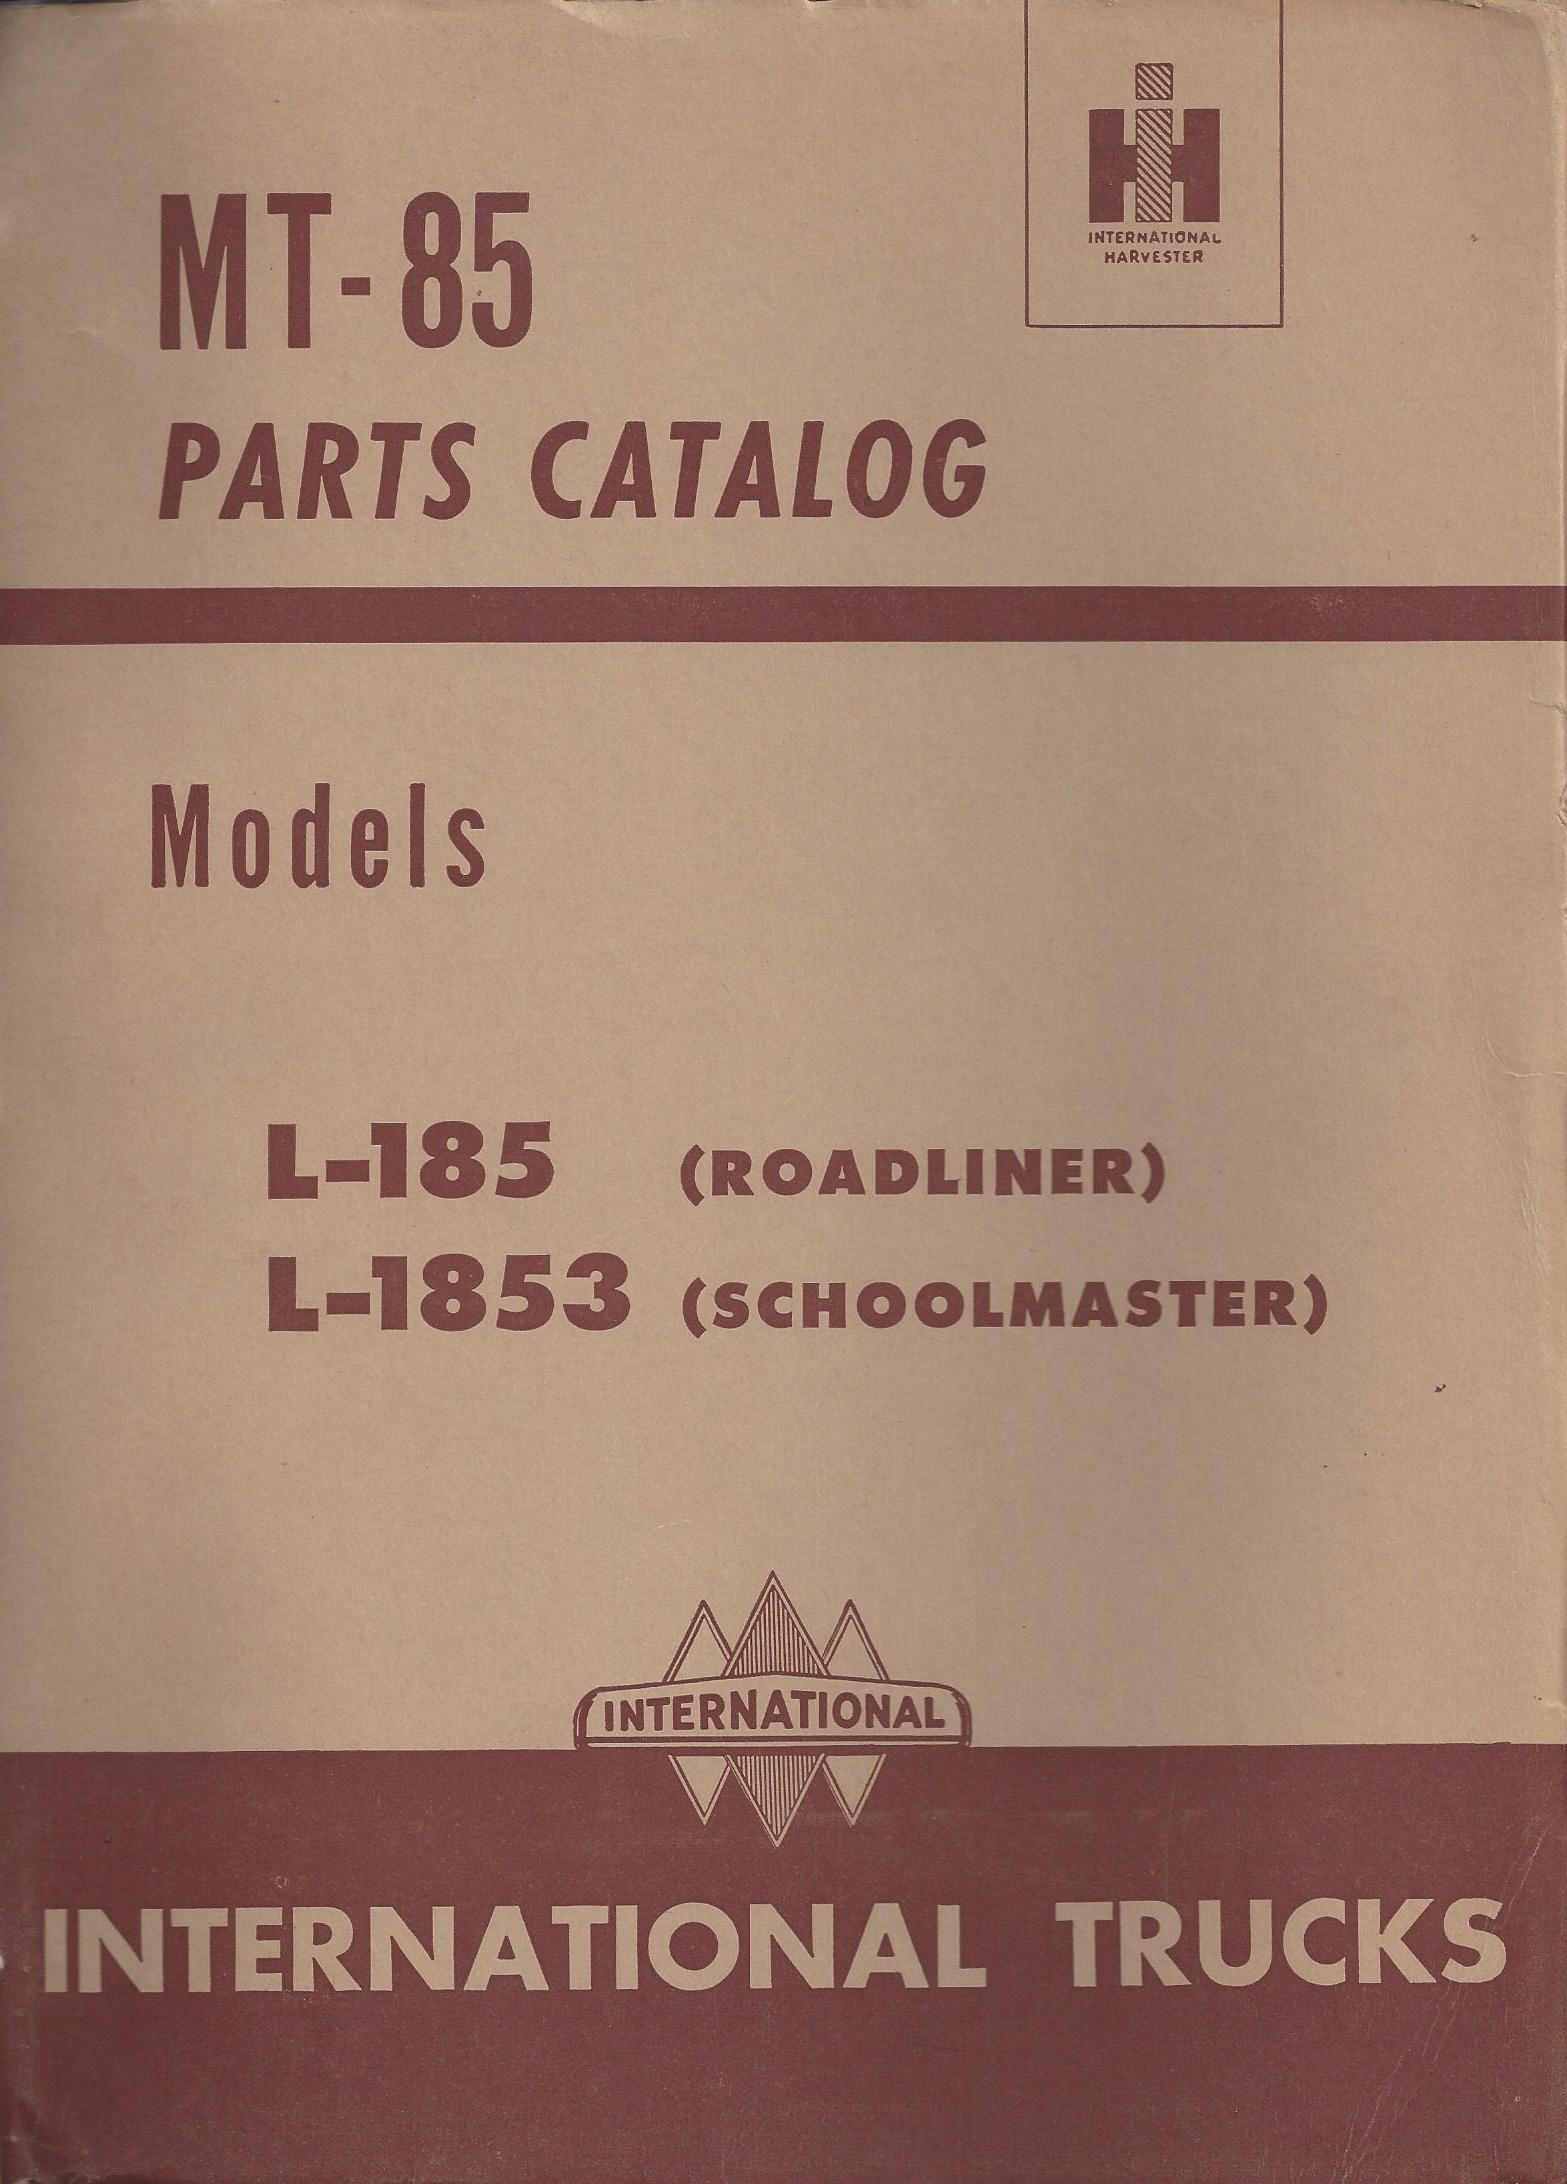 INTERNATIONAL
HARVESTER
MT-85
PARTS CATALOG
Models
L-185 (ROADLINER)
L-1853 (SCHOOLMASTER)
INTERNATIONAL
INTERNATIONAL TRUCKS